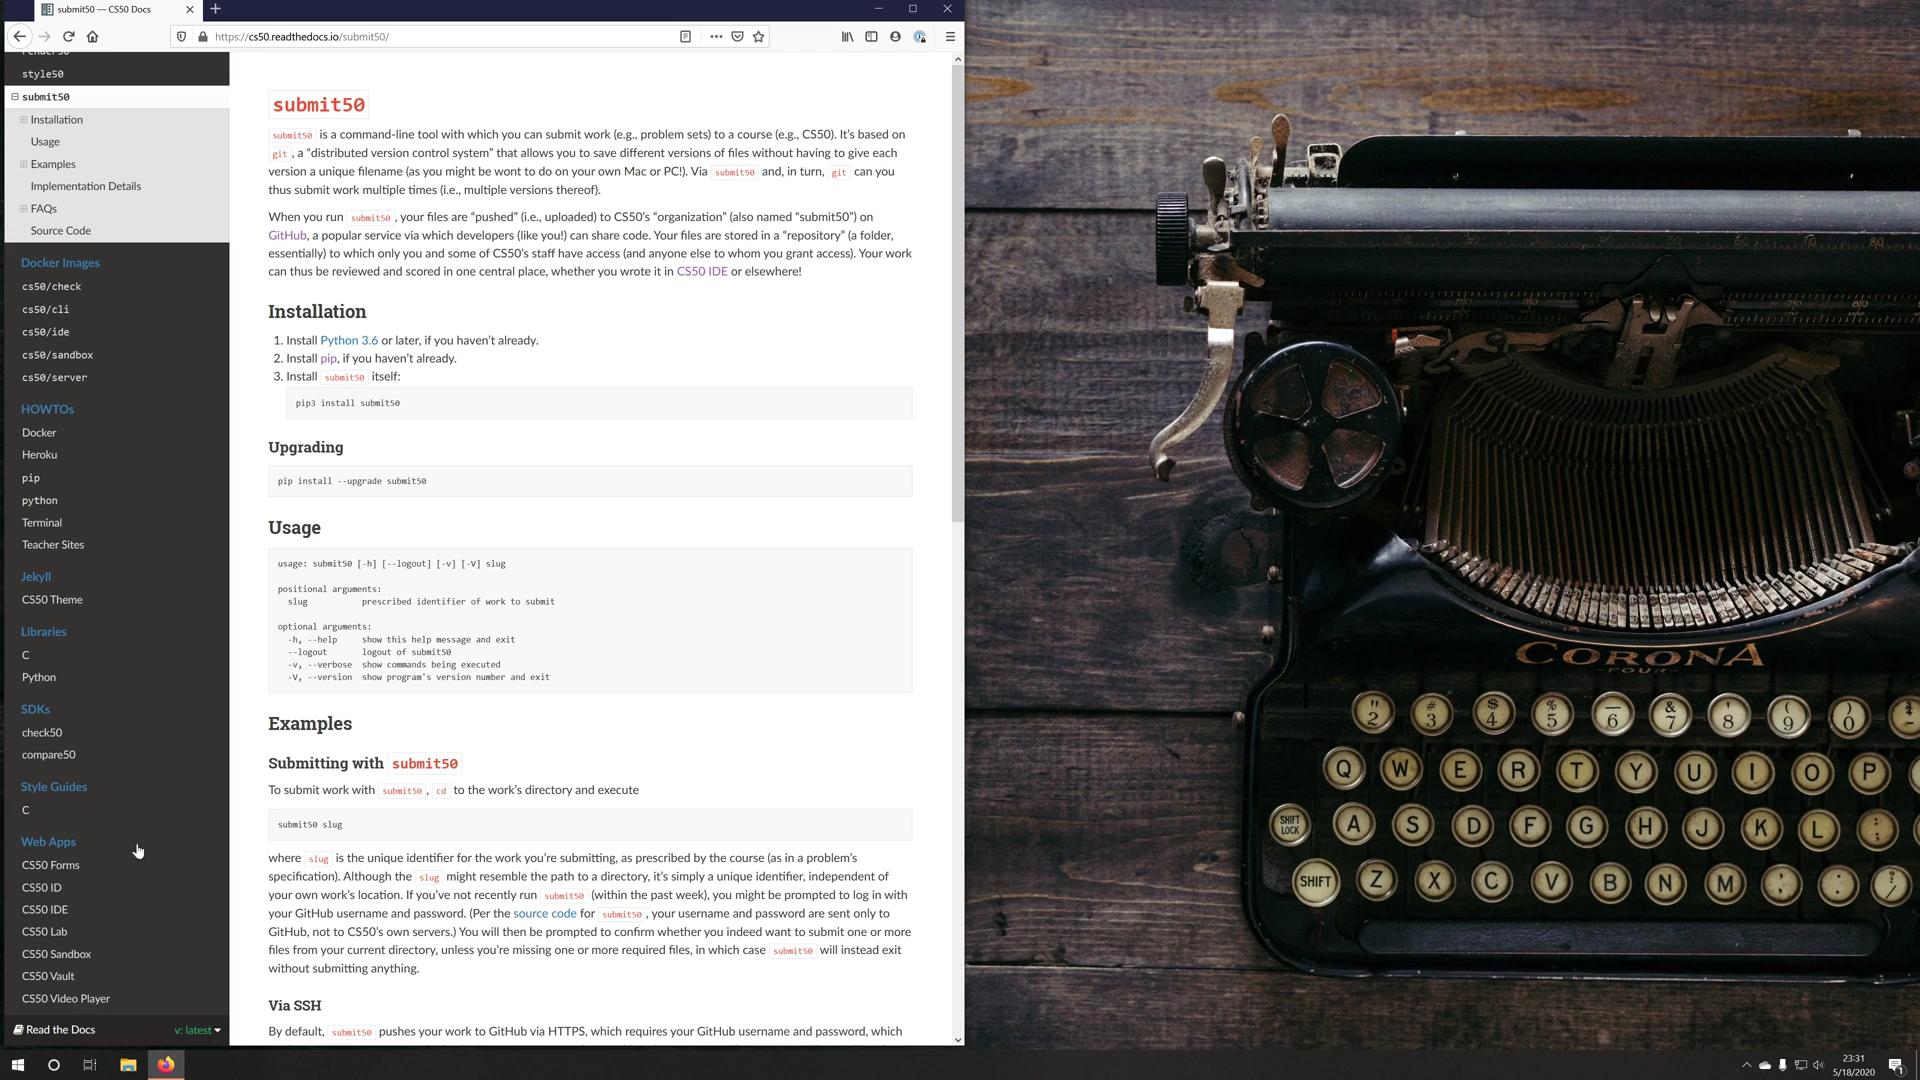 submit50 — CS50 Docs
https://cs50.readthedocs.io/submit50/
style50
submit50
Installation
Usage
Examples
Implementation Details
FAQs
Source Code
Docker Images
cs50/check
cs50/cli
cs50/ide
cs50/sandbox
cs50/server
HOWTOs
Docker
Heroku
pip
python
Terminal
Teacher Sites
Jekyll
CS50 Theme
Libraries
C
Python
SDKs
check50
compare50
Style Guides
C
Web Apps
CS50 Forms
CS50 ID
CS50 IDE
CS50 Lab
CS50 Sandbox
CS50 Vault
CS50 Video Player
Read the Docs v: latest
submit50
submit50 is a command-line tool with which you can submit work (e.g., problem sets) to a course (e.g., CS50). It’s based on
git, a “distributed version control system” that allows you to save different versions of files without having to give each
version a unique filename (as you might be wont to do on your own Mac or PC!). Via submit50 and, in turn, git can you
thus submit work multiple times (i.e., multiple versions thereof).
When you run submit50, your files are “pushed” (i.e., uploaded) to CS50’s “organization” (also named “submit50”) on
GitHub, a popular service via which developers (like you!) can share code. Your files are stored in a “repository” (a folder,
essentially) to which only you and some of CS50’s staff have access (and anyone else to whom you grant access). Your work
can thus be reviewed and scored in one central place, whether you wrote it in CS50 IDE or elsewhere!
Installation
1. Install Python 3.6 or later, if you haven’t already.
2. Install pip, if you haven’t already.
3. Install submit50 itself:
pip3 install submit50
Upgrading
pip install --upgrade submit50
Usage
usage: submit50 [-h] [--logout] [-v] [-V] slug
positional arguments:
slug prescribed identifier of work to submit
optional arguments:
-h, --help show this help message and exit
--logout logout of submit50
-v, --verbose show commands being executed
-V, --version show program's version number and exit
Examples
Submitting with submit50
To submit work with submit50, cd to the work’s directory and execute
submit50 slug
where slug is the unique identifier for the work you’re submitting, as prescribed by the course (as in a problem’s
specification). Although the slug might resemble the path to a directory, it’s simply a unique identifier, independent of
your own work’s location. If you’ve not recently run submit50 (within the past week), you might be prompted to log in with
your GitHub username and password. (Per the source code for submit50, your username and password are sent only to
GitHub, not to CS50’s own servers.) You will then be prompted to confirm whether you indeed want to submit one or more
files from your current directory, unless you’re missing one or more required files, in which case submit50 will instead exit
without submitting anything.
Via SSH
By default, submit50 pushes your work to GitHub via HTTPS, which requires your GitHub username and password, which
CORONA
FOUR
" 2 # 3 $ 4 % 5 _ 6 & 7 ' 8 ( 9 ) 0
Q W E R T Y U I O P
SHIFT LOCK A S D F G H J K L
SHIFT Z X C V B N M
23:31
5/18/2020
1